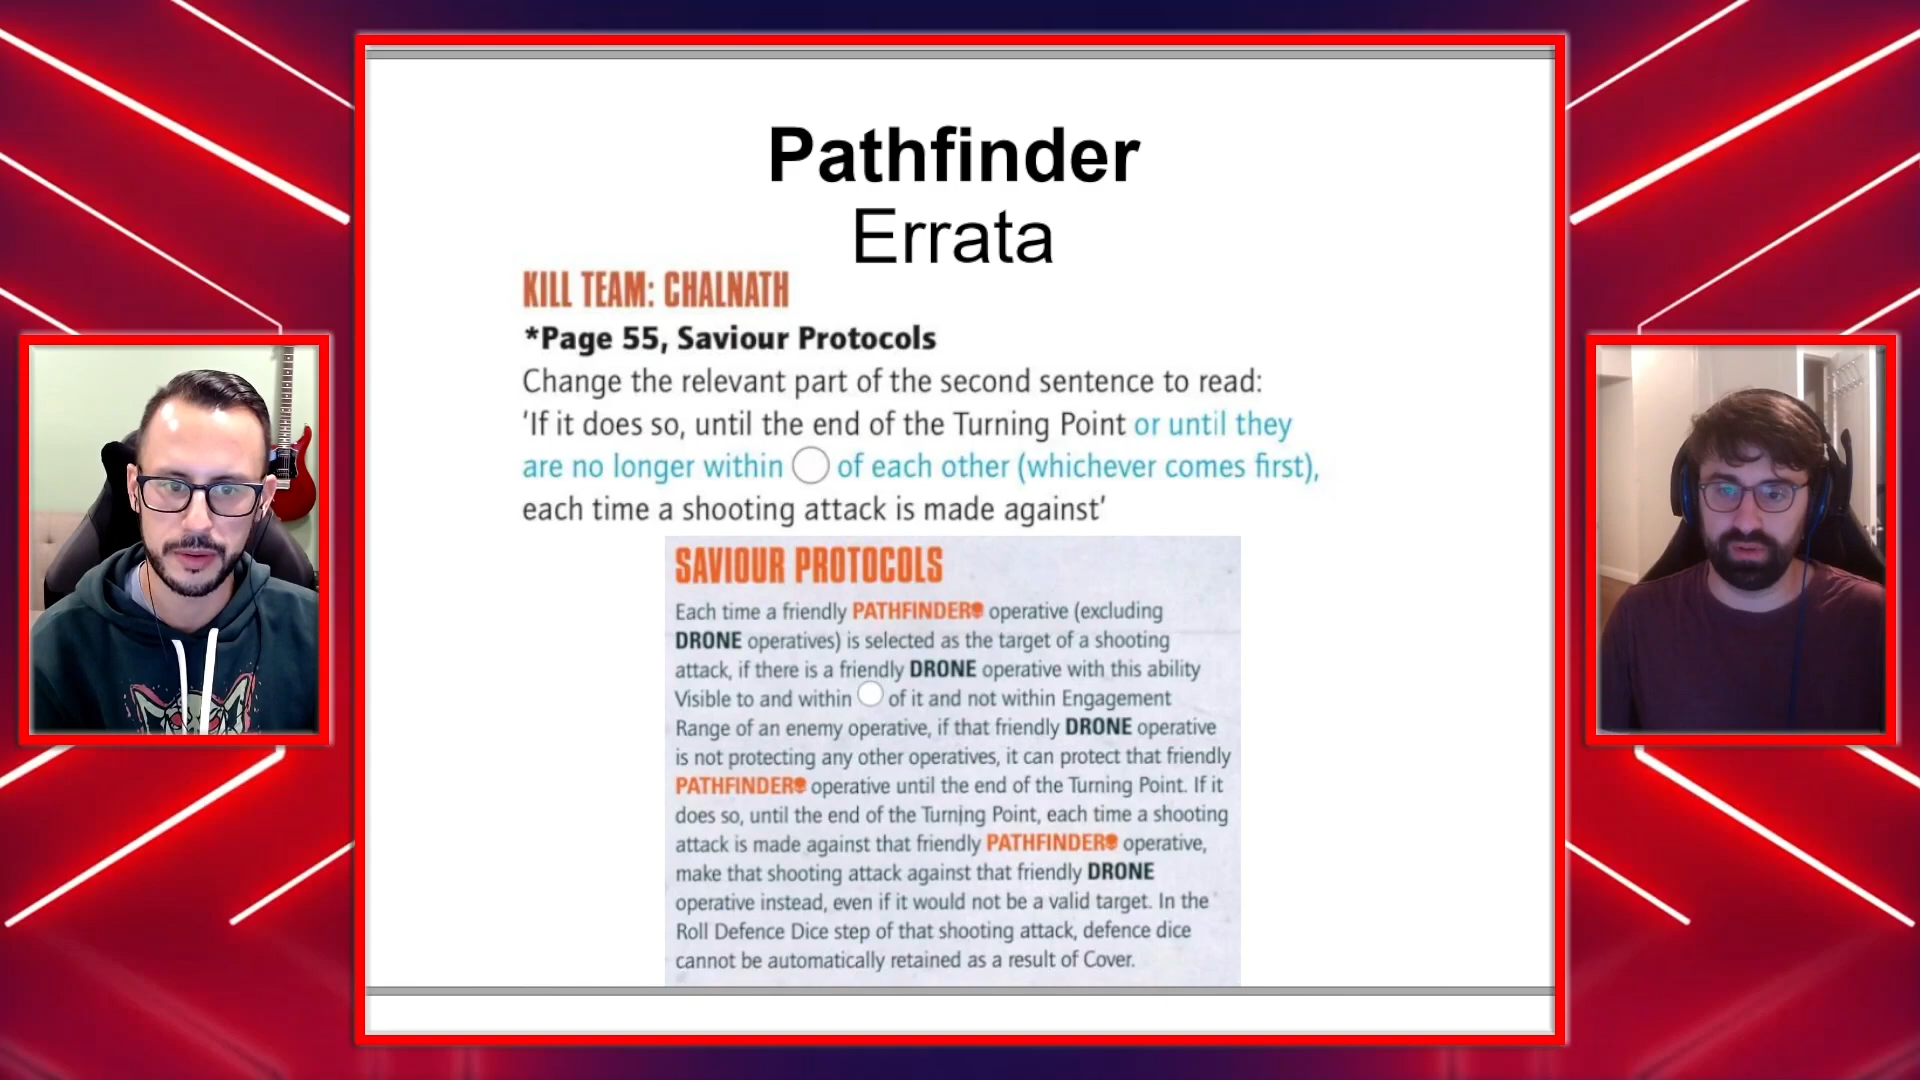 Pathfinder
Errata
KILL TEAM: CHALNATH
*Page 55, Saviour Protocols
Change the relevant part of the second sentence to read:
‘If it does so, until the end of the Turning Point or until they
are no longer within of each other (whichever comes first),
each time a shooting attack is made against’
SAVIOUR PROTOCOLS
Each time a friendly PATHFINDER operative (excluding
DRONE operatives) is selected as the target of a shooting
attack, if there is a friendly DRONE operative with this ability
Visible to and within of it and not within Engagement
Range of an enemy operative, if that friendly DRONE operative
is not protecting any other operatives, it can protect that friendly
PATHFINDER operative until the end of the Turning Point. If it
does so, until the end of the Turning Point, each time a shooting
attack is made against that friendly PATHFINDER operative,
make that shooting attack against that friendly DRONE
operative instead, even if it would not be a valid target. In the
Roll Defence Dice step of that shooting attack, defence dice
cannot be automatically retained as a result of Cover.